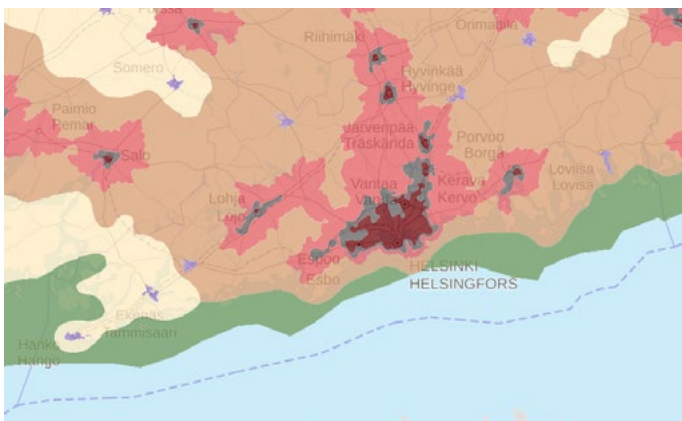 Forssa
Orimattila
Riihimäki
Somero
Hyvinkää
Hyvinge
Paimio
Pemar
Järvenpää
Träskända
Porvoo
Borgå
Salo
Loviisa
Lovisa
Vantaa
Vanda
Kerava
Kervo
Lohja
Lojo
Espoo
Esbo
HELSINKI
HELSINGFORS
Ekenäs
Tammisaari
Hanko
Hangö